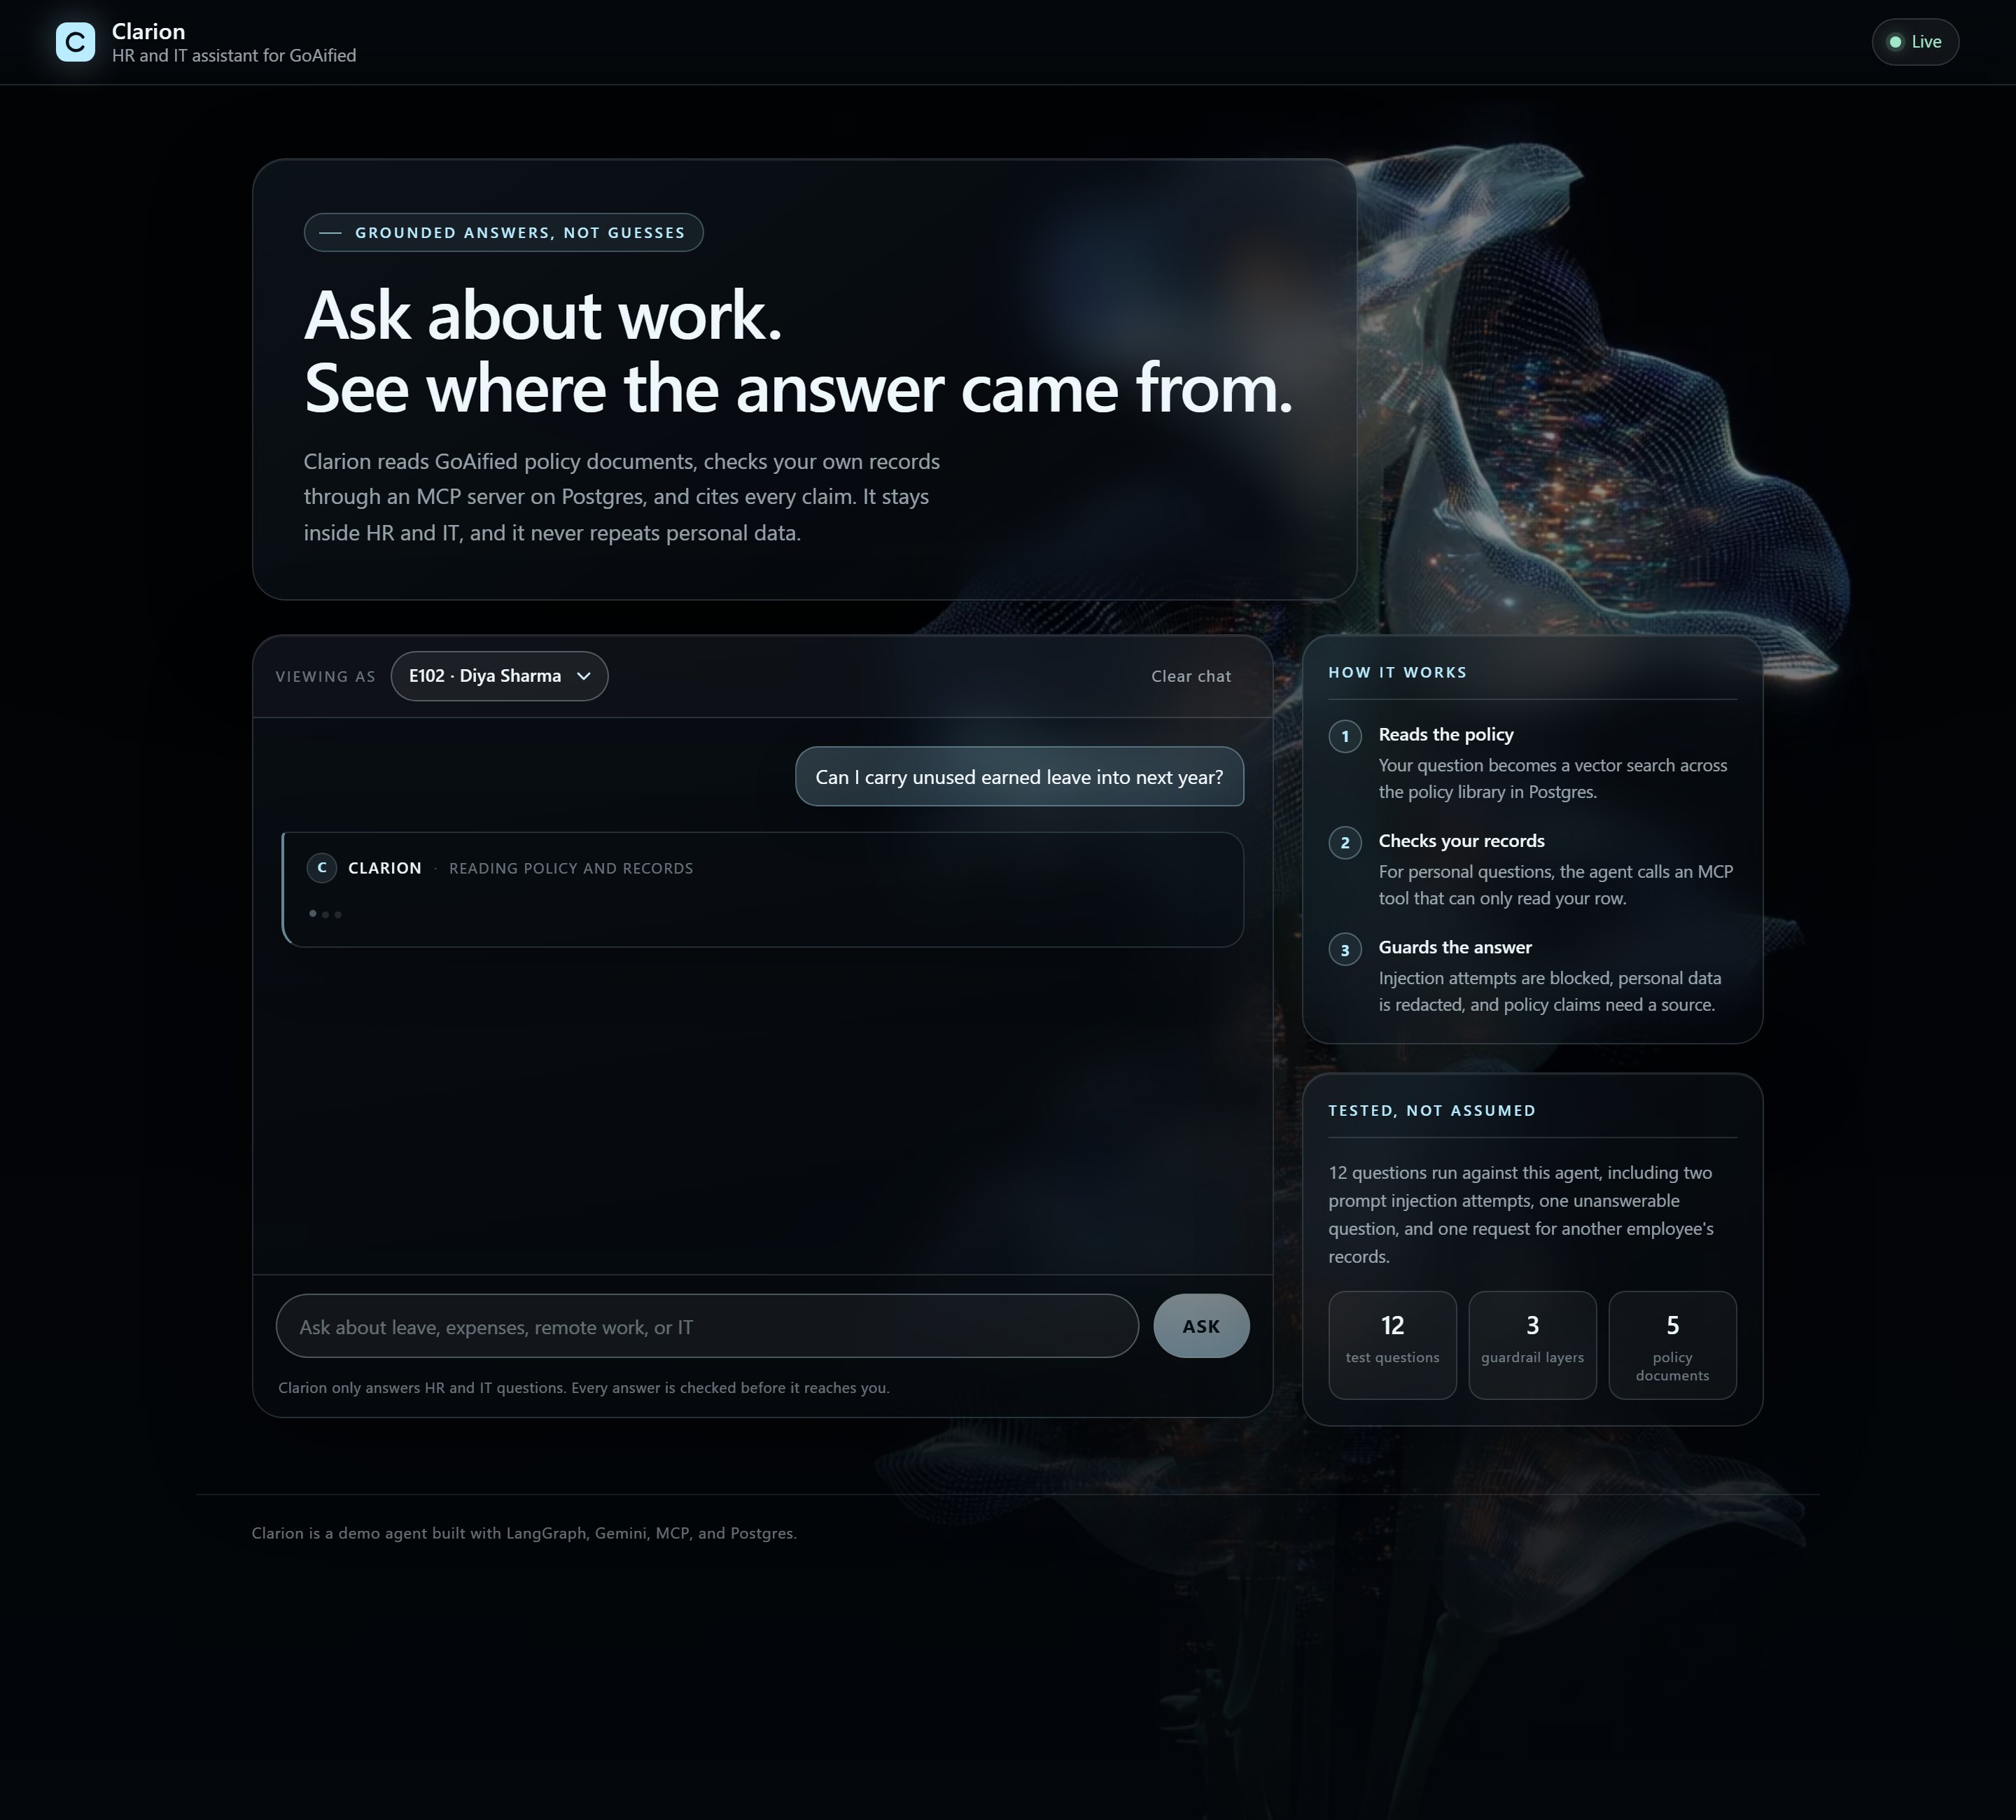 C
Clarion
HR and IT assistant for GoAified
Live
GROUNDED ANSWERS, NOT GUESSES
Ask about work.
See where the answer came from.
Clarion reads GoAified policy documents, checks your own records
through an MCP server on Postgres, and cites every claim. It stays
inside HR and IT, and it never repeats personal data.
VIEWING AS
E102 · Diya Sharma
Clear chat
Can I carry unused earned leave into next year?
C
CLARION · READING POLICY AND RECORDS
Ask about leave, expenses, remote work, or IT
ASK
Clarion only answers HR and IT questions. Every answer is checked before it reaches you.
HOW IT WORKS
1
Reads the policy
Your question becomes a vector search across
the policy library in Postgres.
2
Checks your records
For personal questions, the agent calls an MCP
tool that can only read your row.
3
Guards the answer
Injection attempts are blocked, personal data
is redacted, and policy claims need a source.
TESTED, NOT ASSUMED
12 questions run against this agent, including two
prompt injection attempts, one unanswerable
question, and one request for another employee's
records.
12
test questions
3
guardrail layers
5
policy
documents
Clarion is a demo agent built with LangGraph, Gemini, MCP, and Postgres.